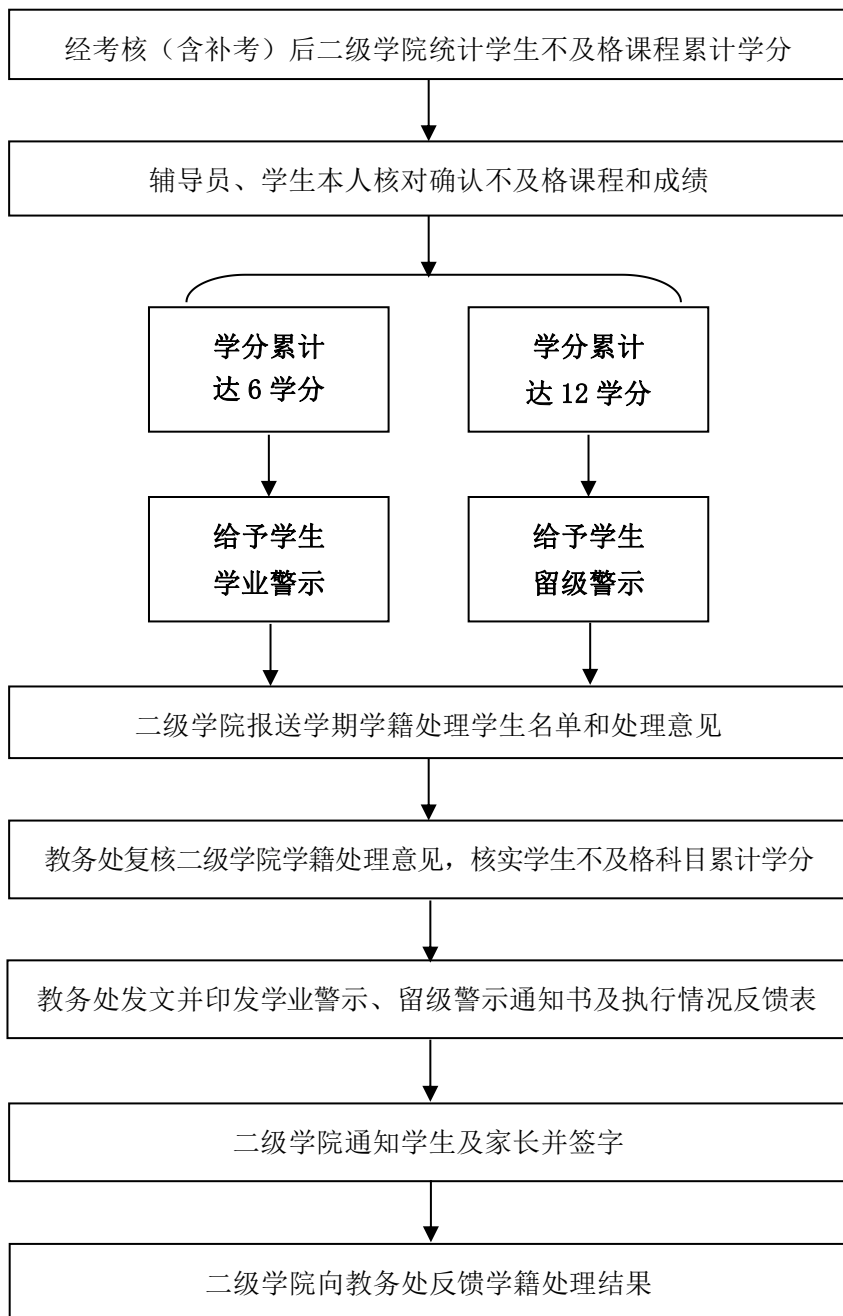 经考核（含补考）后二级学院统计学生不及格课程累计学分
辅导员、学生本人核对确认不及格课程和成绩
学分累计
达 6 学分
学分累计
达 12 学分
给予学生
学业警示
给予学生
留级警示
二级学院报送学期学籍处理学生名单和处理意见
教务处复核二级学院学籍处理意见，核实学生不及格科目累计学分
教务处发文并印发学业警示、留级警示通知书及执行情况反馈表
二级学院通知学生及家长并签字
二级学院向教务处反馈学籍处理结果